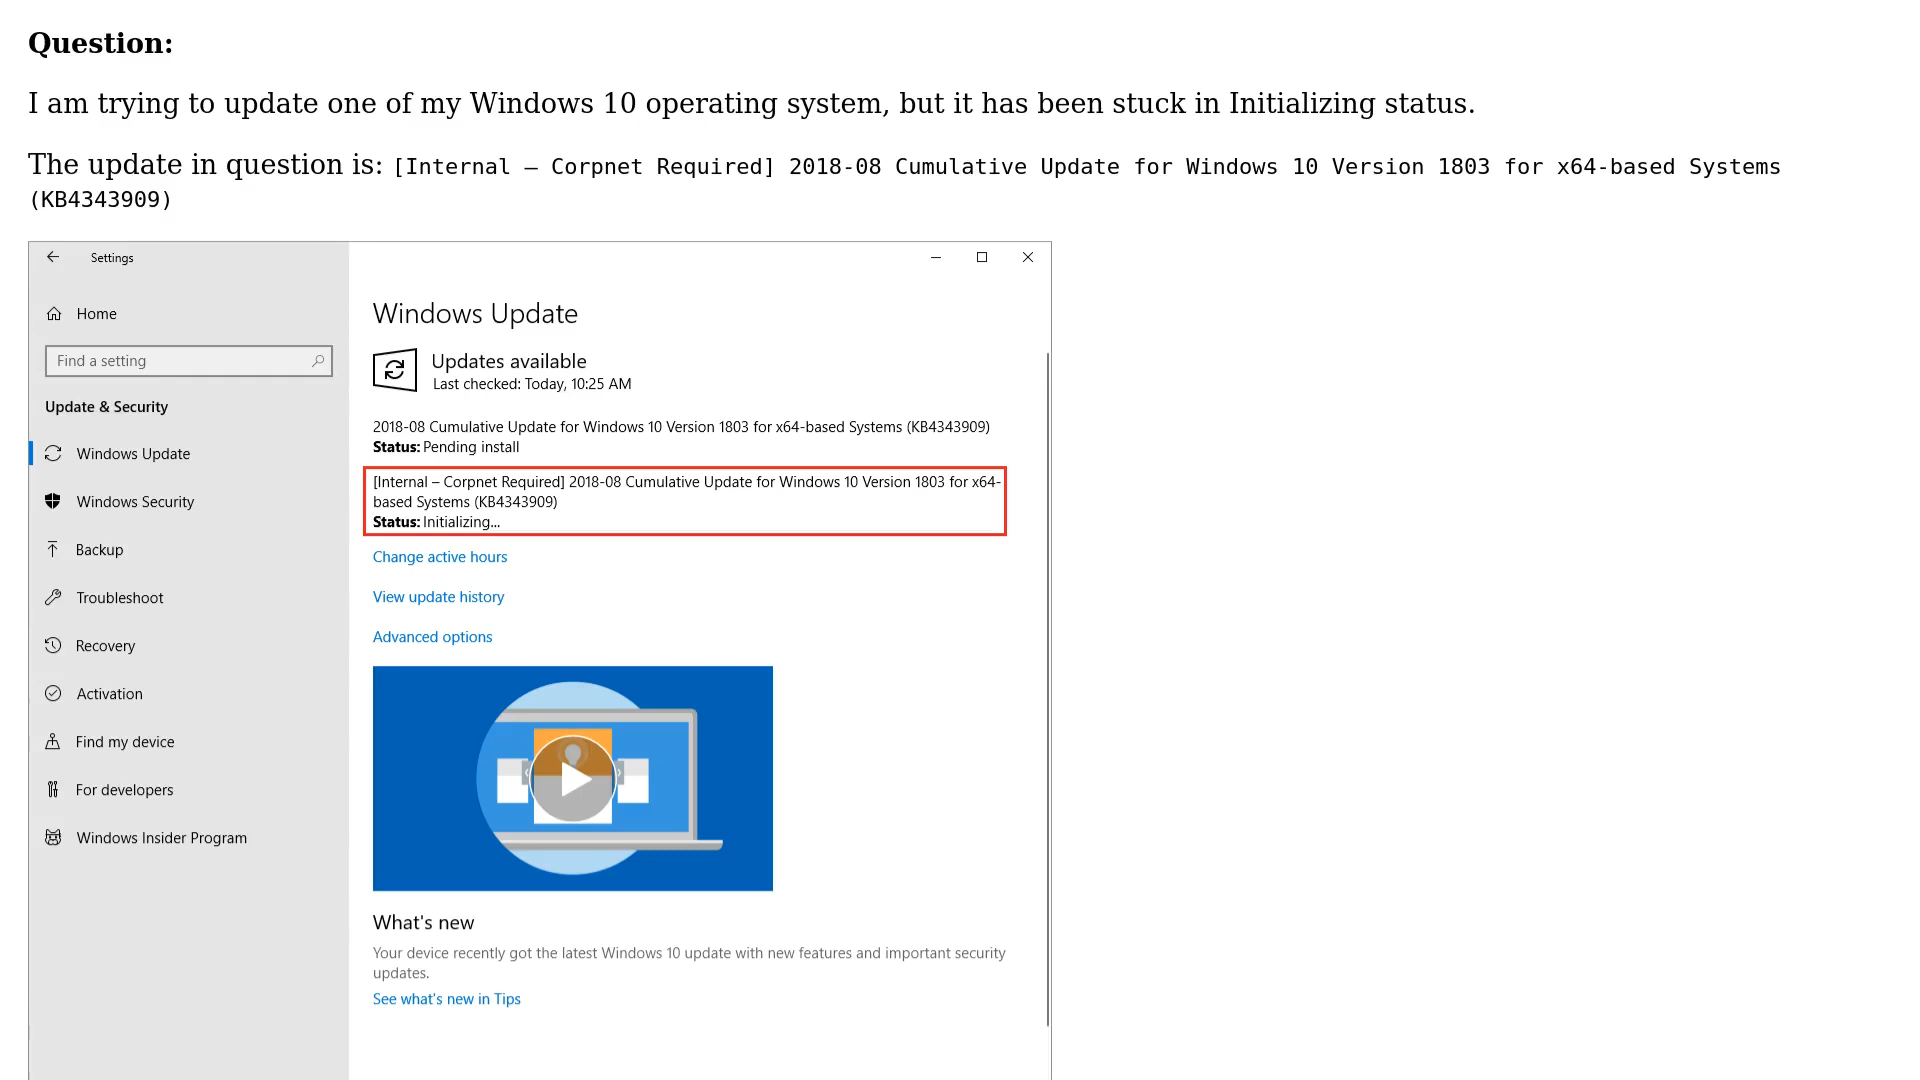 Question:
I am trying to update one of my Windows 10 operating system, but it has been stuck in Initializing status.
The update in question is: [Internal – Corpnet Required] 2018-08 Cumulative Update for Windows 10 Version 1803 for x64-based Systems
(KB4343909)
Settings
Home
Find a setting
Update & Security
Windows Update
Windows Security
Backup
Troubleshoot
Recovery
Activation
Find my device
For developers
Windows Insider Program
Windows Update
Updates available
Last checked: Today, 10:25 AM
2018-08 Cumulative Update for Windows 10 Version 1803 for x64-based Systems (KB4343909)
Status: Pending install
[Internal – Corpnet Required] 2018-08 Cumulative Update for Windows 10 Version 1803 for x64-
based Systems (KB4343909)
Status: Initializing...
Change active hours
View update history
Advanced options
What's new
Your device recently got the latest Windows 10 update with new features and important security
updates.
See what's new in Tips